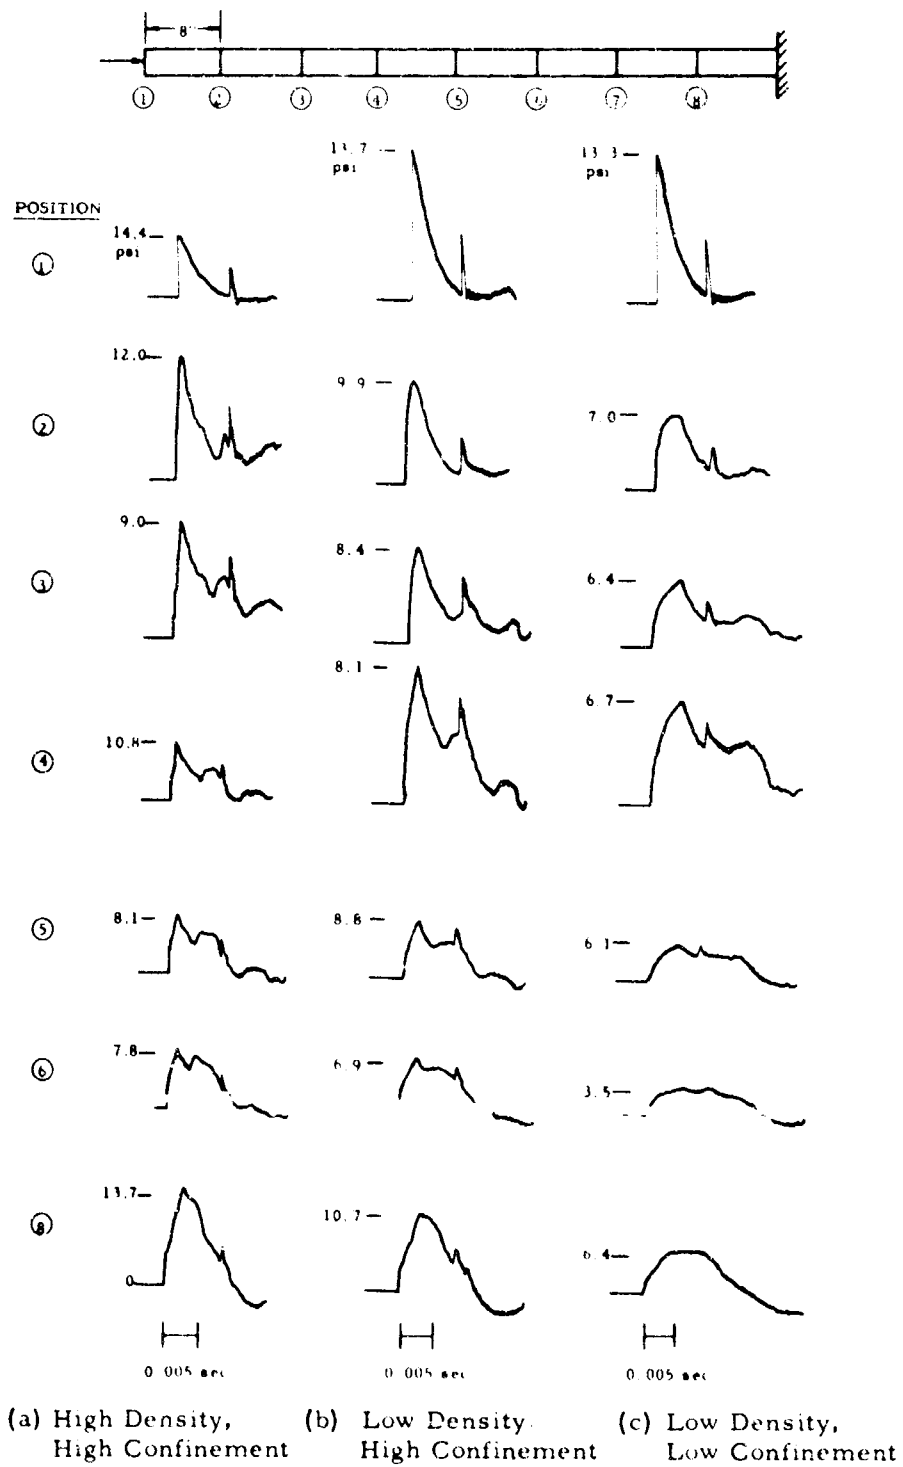 8
① ② ③ ④ ⑤ ⑥ ⑦ ⑧
POSITION
①
14.4
psi
13.7
psi
13.3
psi
②
12.0
9.9
7.0
③
9.0
8.4
6.4
④
10.8
8.1
6.7
⑤
8.1
8.8
6.1
⑥
7.8
6.9
3.5
⑧
13.7
0
10.7
6.4
0.005 sec
0.005 sec
0.005 sec
(a) High Density,
High Confinement
(b) Low Density
High Confinement
(c) Low Density,
Low Confinement